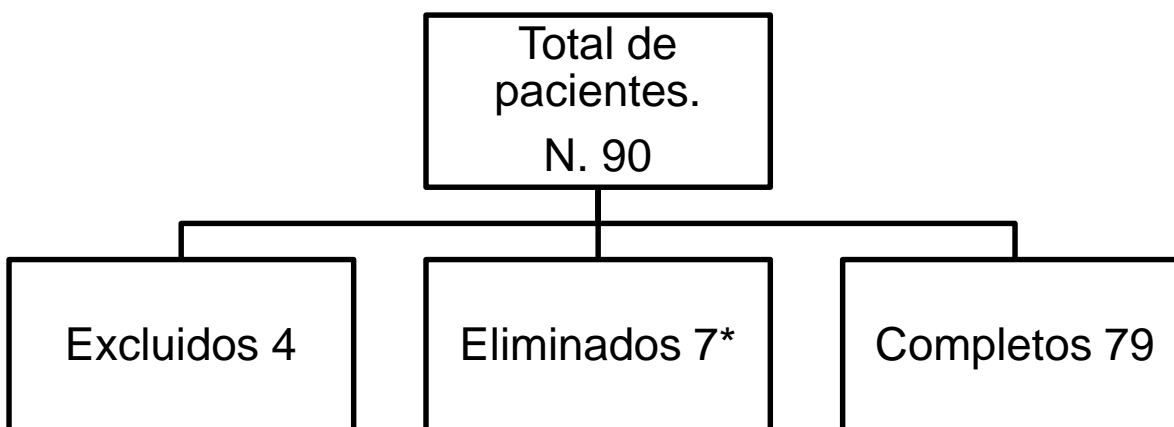 Total de
pacientes.
N. 90
Excluidos 4
Eliminados 7*
Completos 79